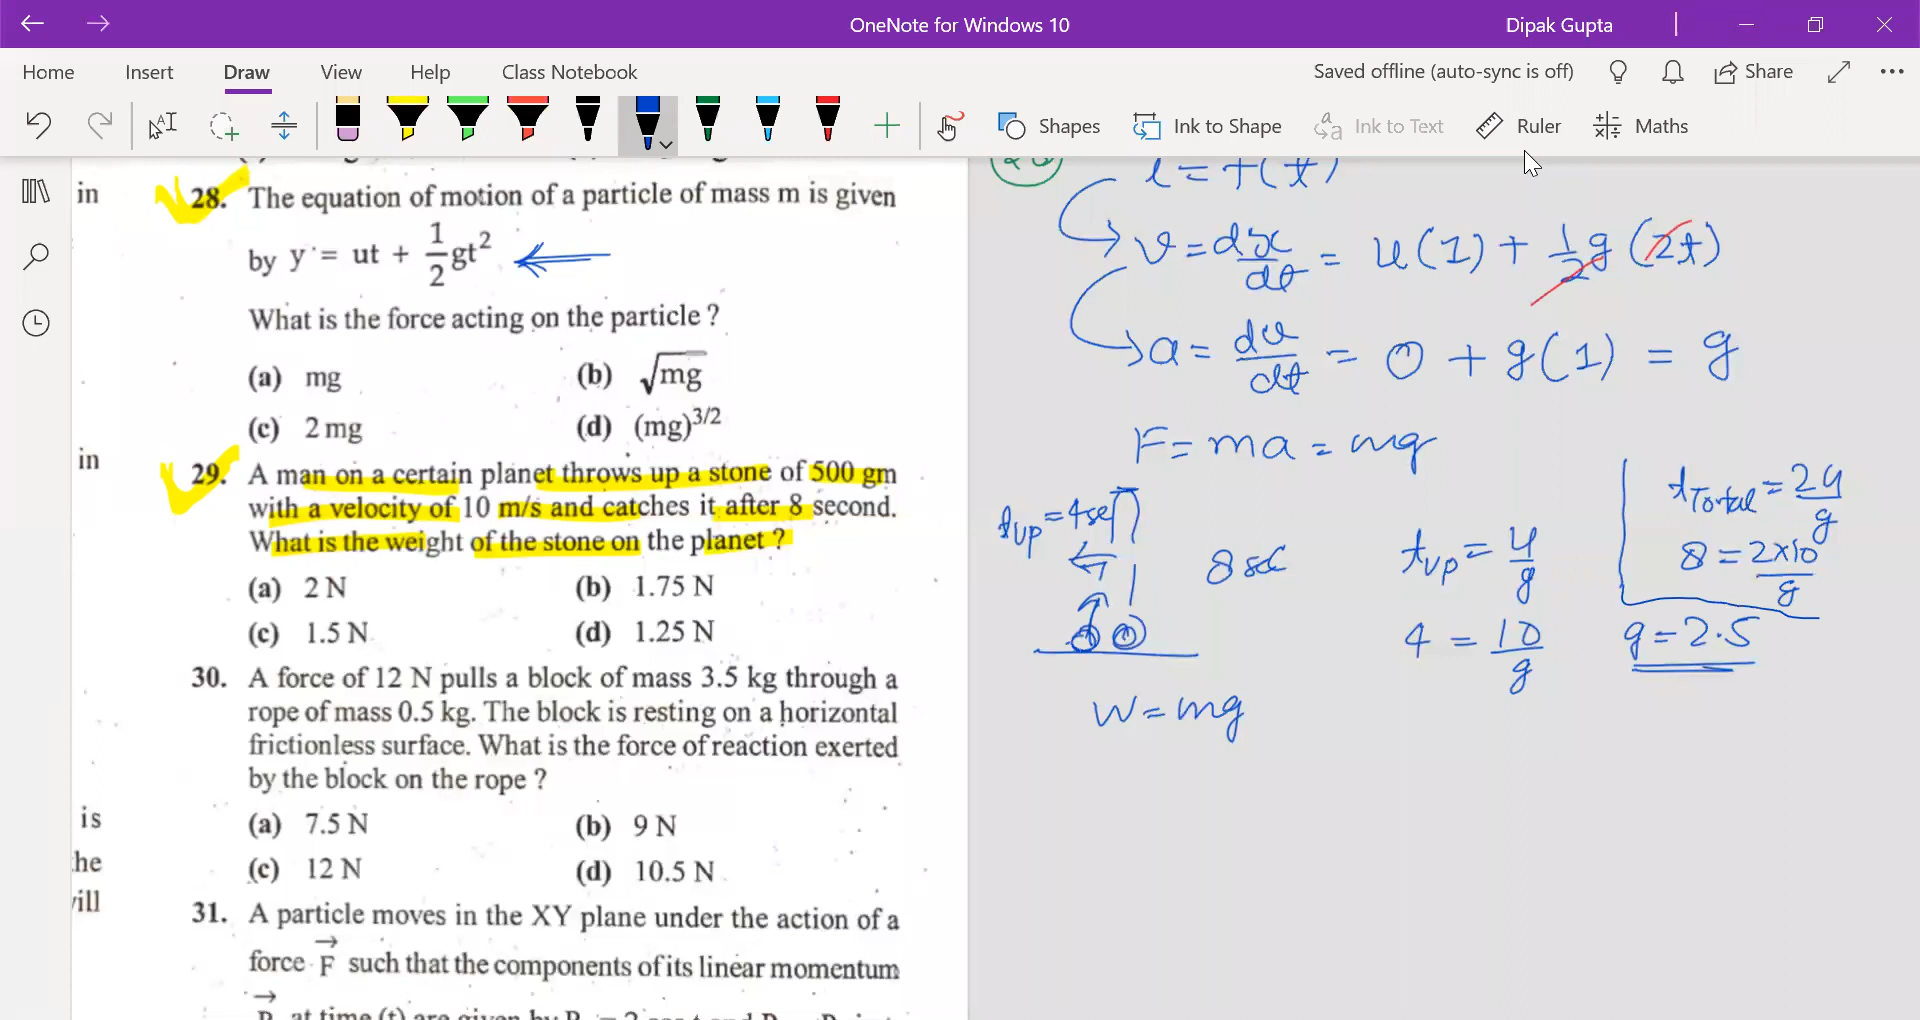 OneNote for Windows 10
Dipak Gupta
Home Insert Draw View Help Class Notebook
Saved offline (auto-sync is off) Share
Shapes Ink to Shape Ink to Text Ruler Maths
in
28. The equation of motion of a particle of mass m is given
by y = ut + 1/2 gt²
What is the force acting on the particle ?
(a) mg (b) √mg
(c) 2 mg (d) (mg)^3/2
in
29. A man on a certain planet throws up a stone of 500 gm
with a velocity of 10 m/s and catches it after 8 second.
What is the weight of the stone on the planet ?
(a) 2 N (b) 1.75 N
(c) 1.5 N (d) 1.25 N
30. A force of 12 N pulls a block of mass 3.5 kg through a
rope of mass 0.5 kg. The block is resting on a horizontal
frictionless surface. What is the force of reaction exerted
by the block on the rope ?
is
(a) 7.5 N (b) 9 N
he
(c) 12 N (d) 10.5 N
ill
31. A particle moves in the XY plane under the action of a
force F→ such that the components of its linear momentum
v = dx/dt = u(1) + 1/2 g (2t)
a = dv/dt = 0 + g(1) = g
F = ma = mg
t up = 4 sec
8 sec
t up = u/g
4 = 10/g
t Total = 2u/g
8 = 2×10/g
g = 2.5
W = mg